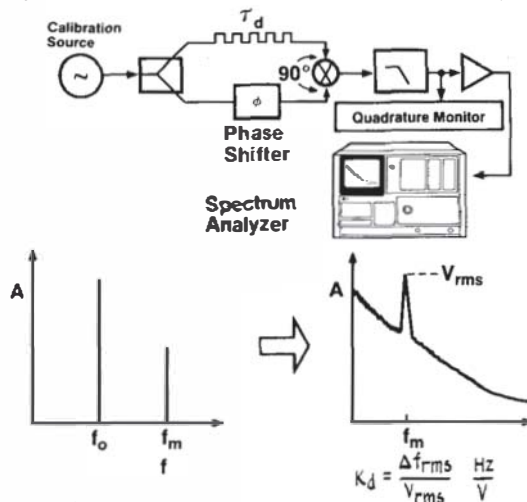 τd
Calibration
Source
~
90°
ϕ
Phase
Shifter
Quadrature Monitor
Spectrum
Analyzer
A
fo
fm
f
A
Vrms
fm
Kd = Δfrms / Vrms Hz / V